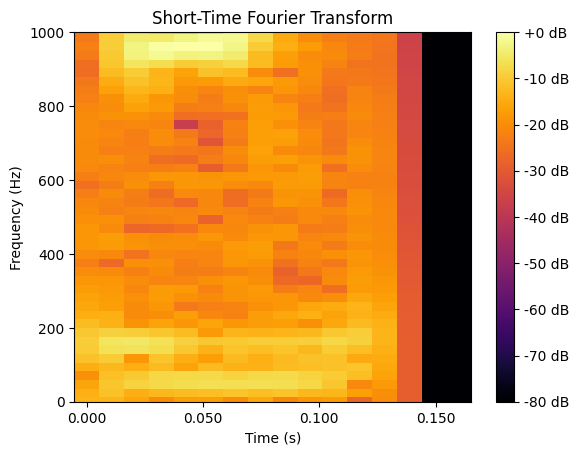 Short-Time Fourier Transform
1000
800
600
400
200
0
Frequency (Hz)
0.000
0.050
0.100
0.150
Time (s)
+0 dB
-10 dB
-20 dB
-30 dB
-40 dB
-50 dB
-60 dB
-70 dB
-80 dB